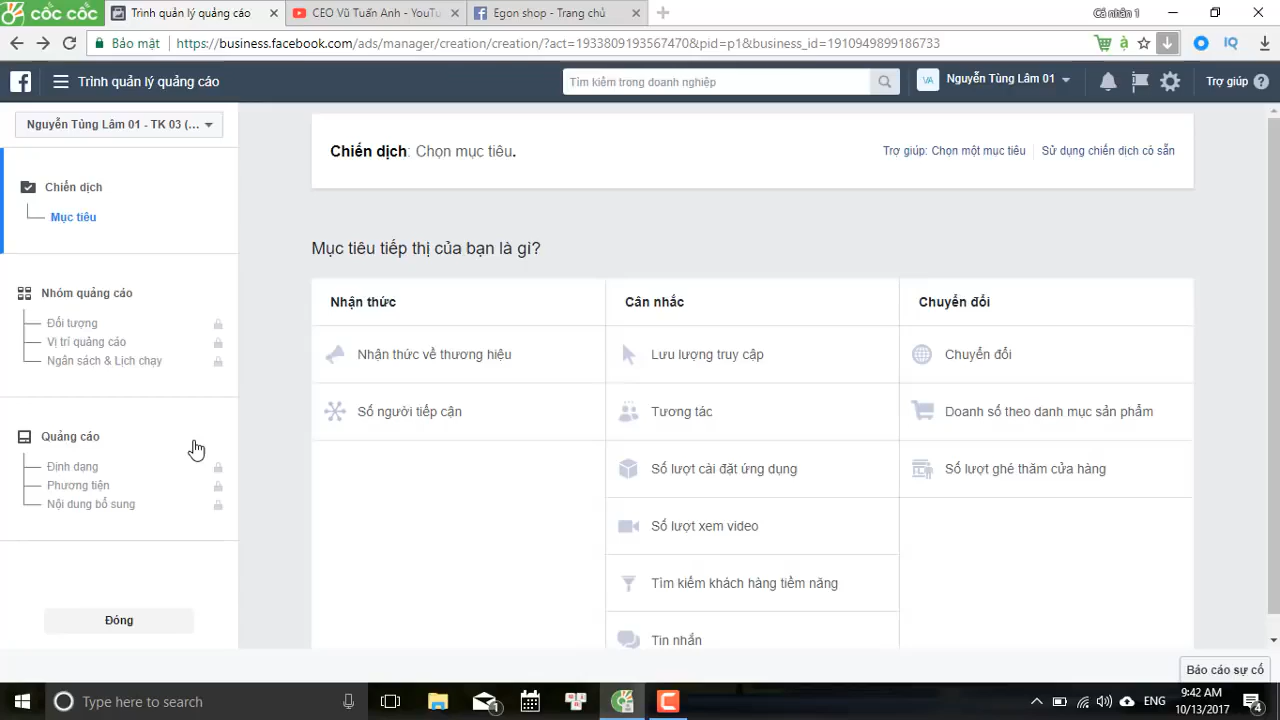 cốc cốc
Trình quản lý quảng cáo
CEO Vũ Tuấn Anh - YouTu
Egon shop - Trang chủ
Cá nhân 1
Bảo mật
https://business.facebook.com/ads/manager/creation/creation/?act=19338091935674470&pid=p1&business_id=1910949899186733
Trình quản lý quảng cáo
Tìm kiếm trong doanh nghiệp
VA
Nguyễn Tùng Lâm 01
Trợ giúp
Nguyễn Tùng Lâm 01 - TK 03 (...
Chiến dịch: Chọn mục tiêu.
Trợ giúp: Chọn một mục tiêu
Sử dụng chiến dịch có sẵn
Chiến dịch
Mục tiêu
Nhóm quảng cáo
Đối tượng
Vị trí quảng cáo
Ngân sách & Lịch chạy
Quảng cáo
Định dạng
Phương tiện
Nội dung bổ sung
Đóng
Mục tiêu tiếp thị của bạn là gì?
Nhận thức
Cân nhắc
Chuyển đổi
Nhận thức về thương hiệu
Lưu lượng truy cập
Chuyển đổi
Số người tiếp cận
Tương tác
Doanh số theo danh mục sản phẩm
Số lượt cài đặt ứng dụng
Số lượt ghé thăm cửa hàng
Số lượt xem video
Tìm kiếm khách hàng tiềm năng
Tin nhắn
Báo cáo sự cố
Type here to search
1
ENG
9:42 AM
10/13/2017
4